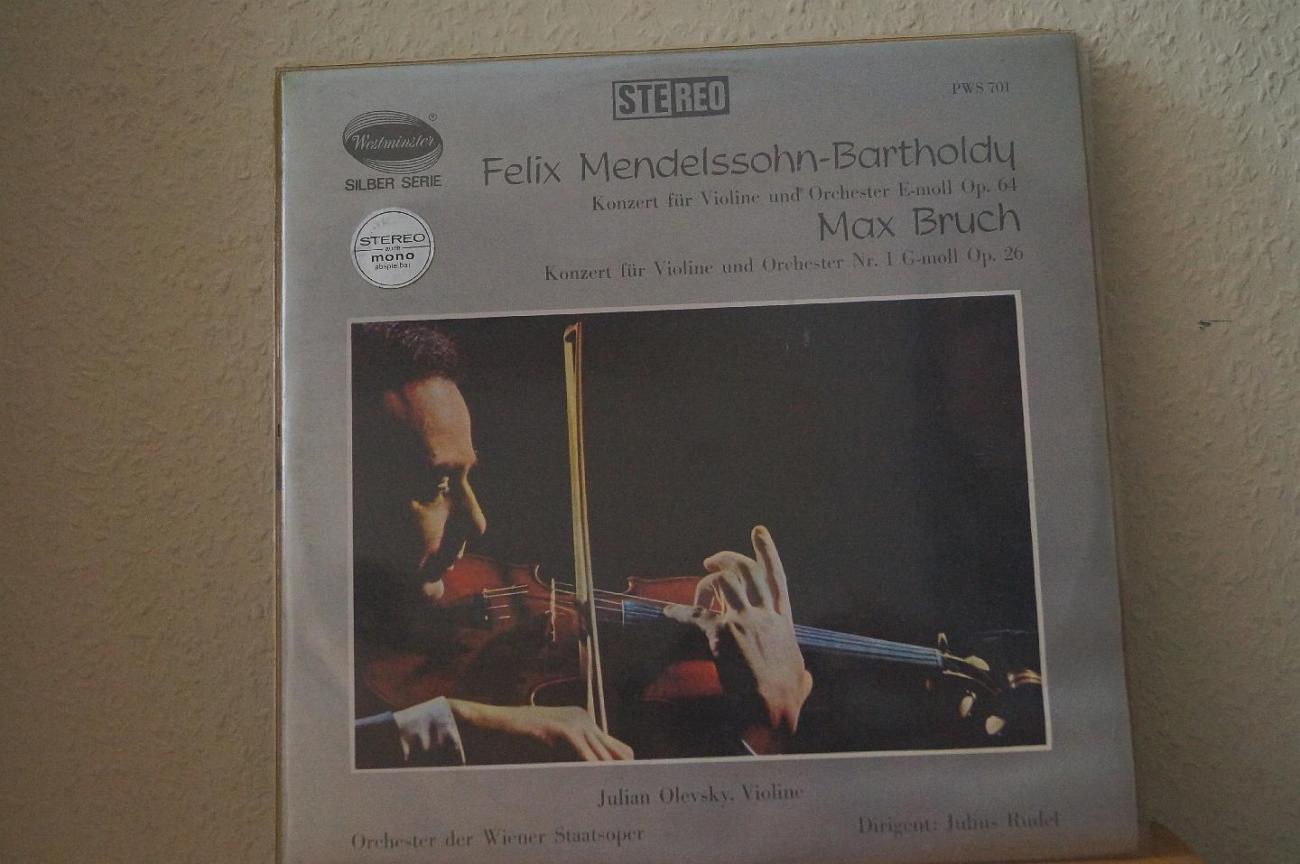 STEREO
PWS 701
Westminster®
SILBER SERIE
Felix Mendelssohn-Bartholdy
Konzert für Violine und Orchester E-moll Op. 64
Max Bruch
Konzert für Violine und Orchester Nr. 1 G-moll Op. 26
STEREO
auch
mono
abspielbar
Julian Olevsky, Violine
Orchester der Wiener Staatsoper
Dirigent: Julius Rudel